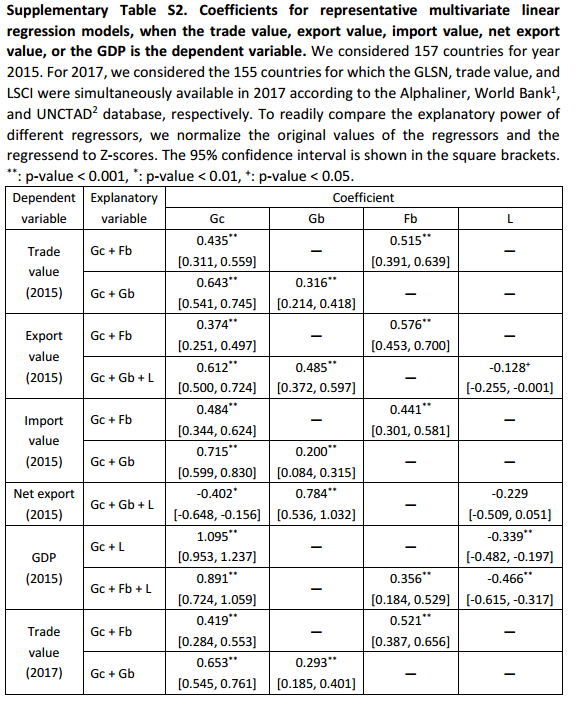 Supplementary Table S2. Coefficients for representative multivariate linear
regression models, when the trade value, export value, import value, net export
value, or the GDP is the dependent variable. We considered 157 countries for year
2015. For 2017, we considered the 155 countries for which the GLSN, trade value, and
LSCI were simultaneously available in 2017 according to the Alphaliner, World Bank¹,
and UNCTAD² database, respectively. To readily compare the explanatory power of
different regressors, we normalize the original values of the regressors and the
regressend to Z-scores. The 95% confidence interval is shown in the square brackets.
**: p-value < 0.001, *: p-value < 0.01, ⁺: p-value < 0.05.
Dependent variable Explanatory variable Coefficient
Gc Gb Fb L
Trade value (2015)
Gc + Fb 0.435** — 0.515** —
[0.311, 0.559] [0.391, 0.639]
Gc + Gb 0.643** 0.316** — —
[0.541, 0.745] [0.214, 0.418]
Export value (2015)
Gc + Fb 0.374** — 0.576** —
[0.251, 0.497] [0.453, 0.700]
Gc + Gb + L 0.612** 0.485** — -0.128⁺
[0.500, 0.724] [0.372, 0.597] [-0.255, -0.001]
Import value (2015)
Gc + Fb 0.484** — 0.441** —
[0.344, 0.624] [0.301, 0.581]
Gc + Gb 0.715** 0.200** — —
[0.599, 0.830] [0.084, 0.315]
Net export (2015)
Gc + Gb + L -0.402* 0.784** — -0.229
[-0.648, -0.156] [0.536, 1.032] [-0.509, 0.051]
GDP (2015)
Gc + L 1.095** — — -0.339**
[0.953, 1.237] [-0.482, -0.197]
Gc + Fb + L 0.891** — 0.356** -0.466**
[0.724, 1.059] [0.184, 0.529] [-0.615, -0.317]
Trade value (2017)
Gc + Fb 0.419** — 0.521** —
[0.284, 0.553] [0.387, 0.656]
Gc + Gb 0.653** 0.293** — —
[0.545, 0.761] [0.185, 0.401]